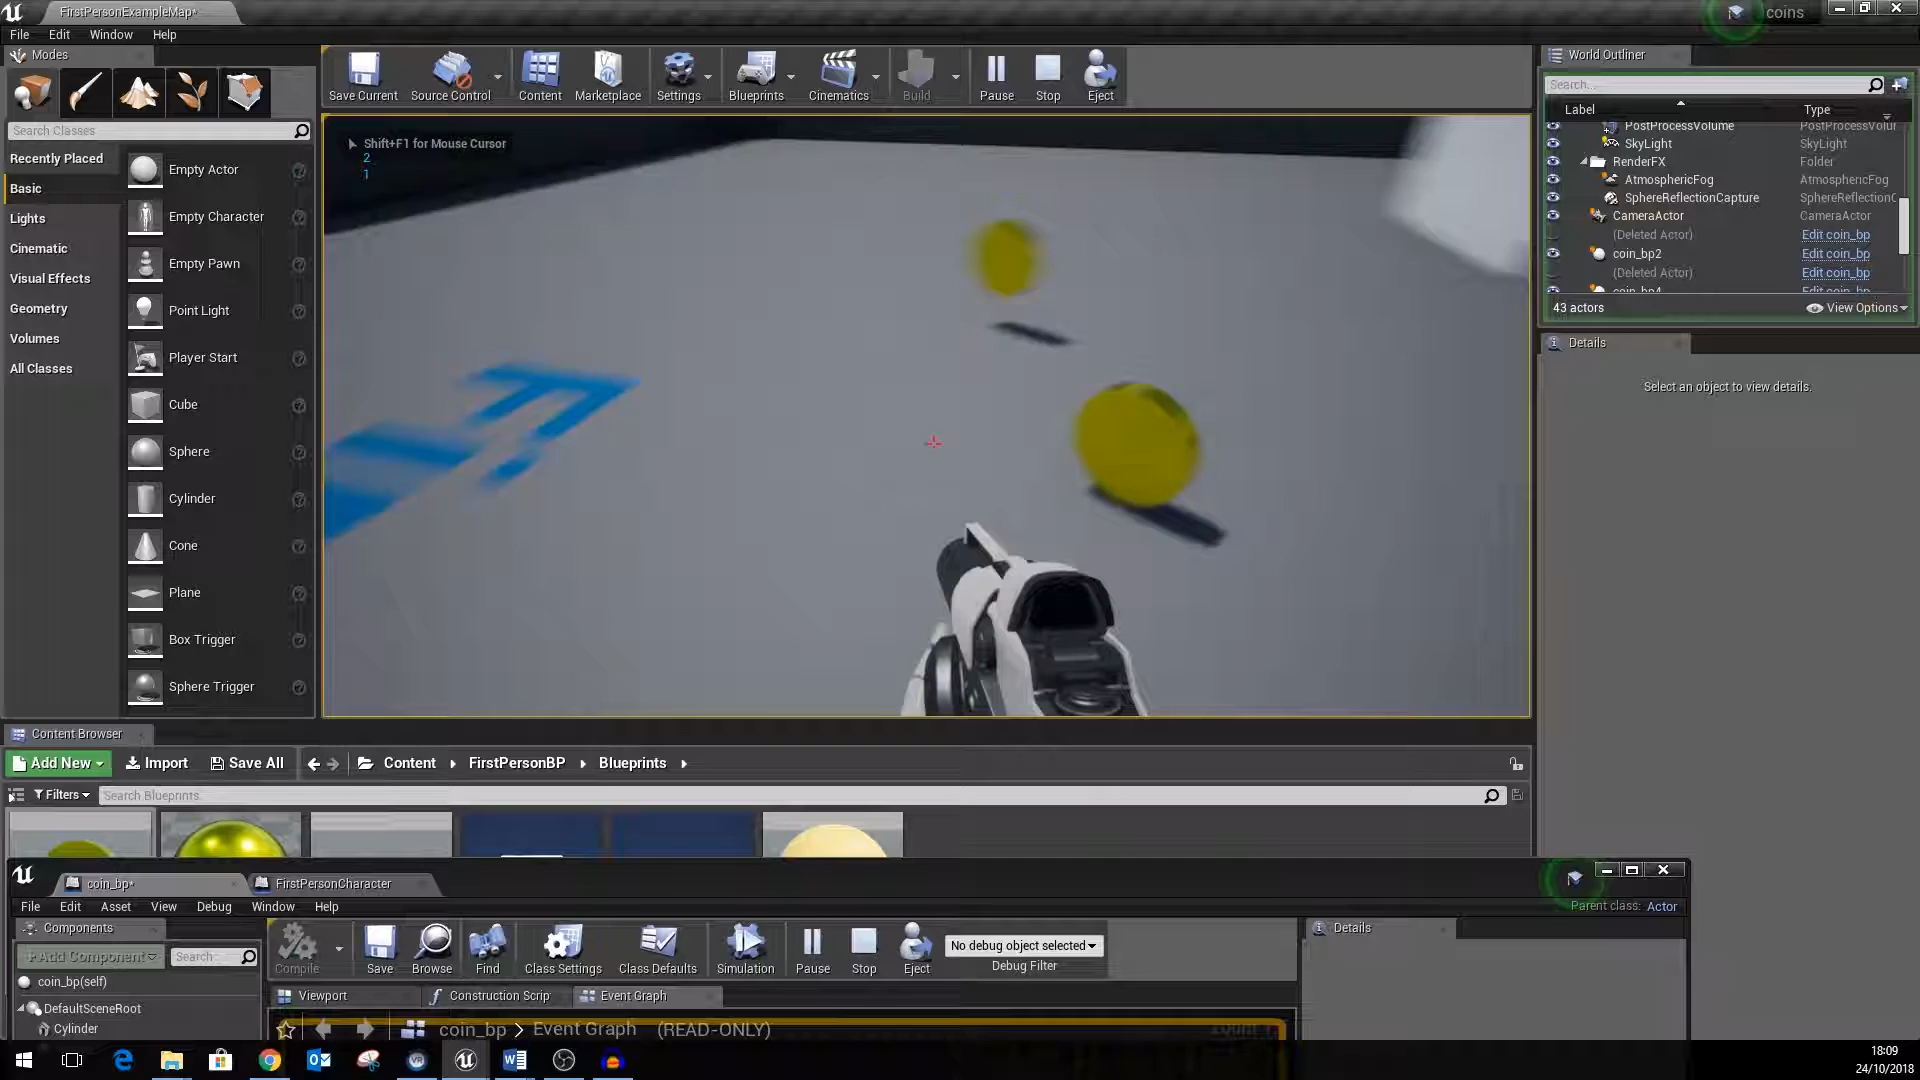 FirstPersonExampleMap*
coins
File Edit Window Help
Modes
Search Classes
Recently Placed
Basic
Lights
Cinematic
Visual Effects
Geometry
Volumes
All Classes
Empty Actor
Empty Character
Empty Pawn
Point Light
Player Start
Cube
Sphere
Cylinder
Cone
Plane
Box Trigger
Sphere Trigger
Save Current Source Control Content Marketplace Settings Blueprints Cinematics Build Pause Stop Eject
Shift+F1 for Mouse Cursor
2
1
World Outliner
Search...
Label Type
PostProcessVolume PostProcessVolur
SkyLight SkyLight
RenderFX Folder
AtmosphericFog AtmosphericFog
SphereReflectionCapture SphereReflectionC
CameraActor CameraActor
(Deleted Actor) Edit coin_bp
coin_bp2 Edit coin_bp
(Deleted Actor) Edit coin_bp
coin_bp4 Edit coin_bp
43 actors View Options
Details
Select an object to view details.
Content Browser
Add New Import Save All Content FirstPersonBP Blueprints
Filters Search Blueprints
coin_bp* FirstPersonCharacter
File Edit Asset View Debug Window Help
Parent class: Actor
Components
+Add Component Search
coin_bp(self)
DefaultSceneRoot
Cylinder
Compile Save Browse Find Class Settings Class Defaults Simulation Pause Stop Eject
No debug object selected
Debug Filter
Details
Viewport Construction Scrip Event Graph
coin_bp > Event Graph (READ-ONLY)
18:09
24/10/2018